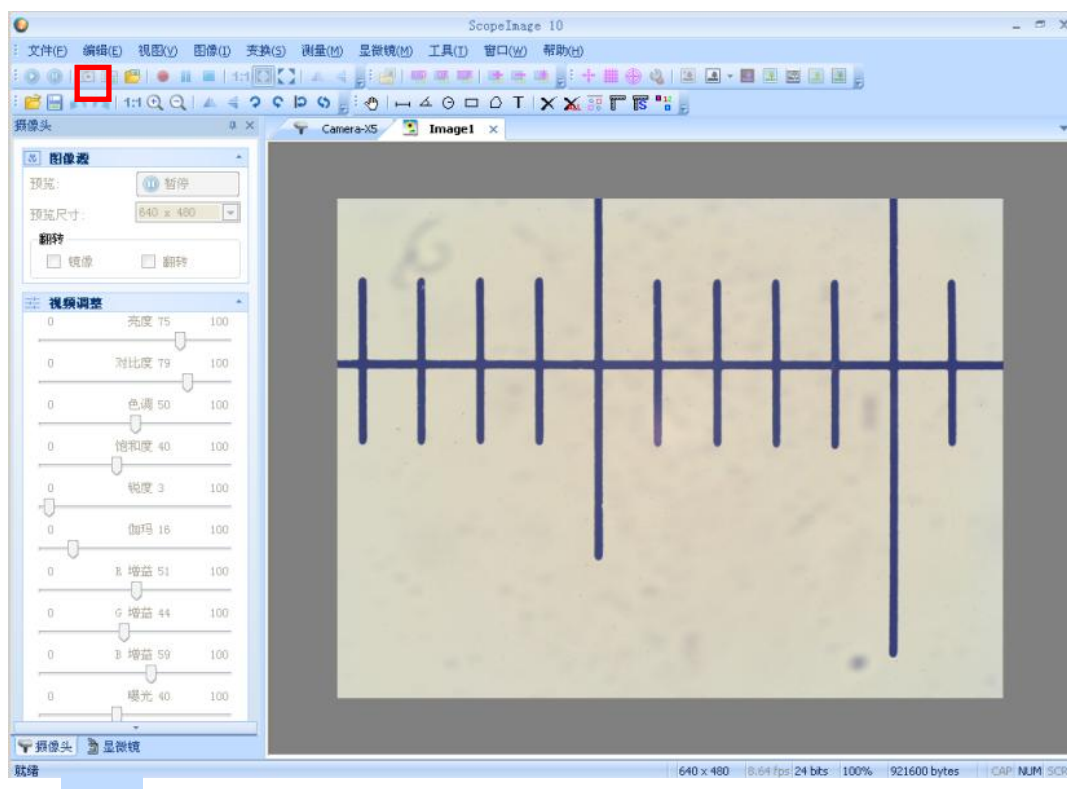 ScopeImage 10
文件(F) 编辑(E) 视图(V) 图像(I) 变换(S) 测量(M) 显微镜(M) 工具(T) 窗口(W) 帮助(H)
1:1
1:1 T
摄像头 Camera-X5 Image1
图像源
预览: 暂停
预览尺寸: 640 x 480
翻转
镜像 翻转
视频调整
0 亮度 75 100
0 对比度 79 100
0 色调 50 100
0 饱和度 40 100
0 锐度 3 100
0 伽玛 16 100
0 R 增益 51 100
0 G 增益 44 100
0 B 增益 59 100
0 曝光 40 100
摄像头 显微镜
就绪 640 x 480 8.64 fps 24 bits 100% 921600 bytes CAP NUM SCR